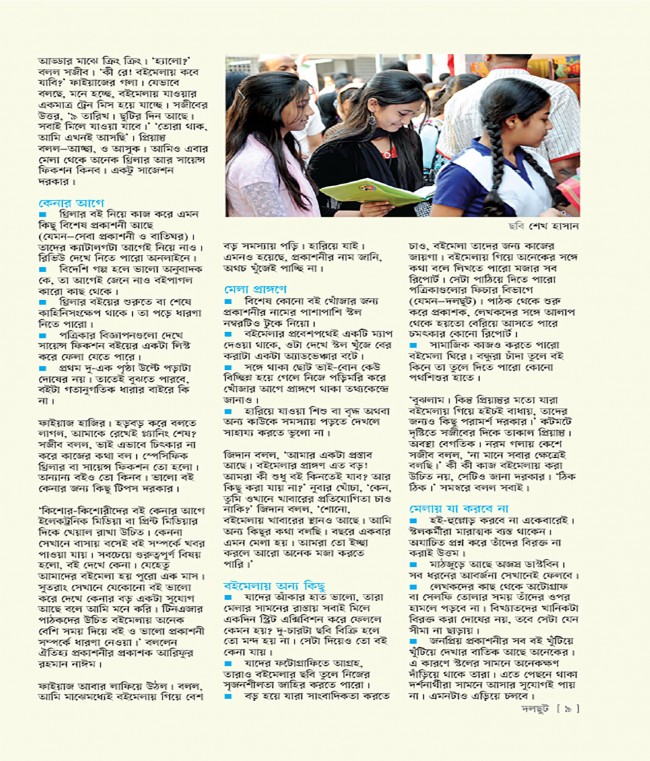 আড্ডার মাঝে ক্রিং ক্রিং। ‘হ্যালো?’
বলল সজীব। ‘কী রে! বইমেলায় কবে
যাবি?’ ফাইয়াজের গলা। যেভাবে
বলছে, মনে হচ্ছে, বইমেলায় যাওয়ার
একমাত্র ট্রেন মিস হয়ে যাচ্ছে। সজীবের
উত্তর, ‘৯ তারিখ। ছুটির দিন আছে।
সবাই মিলে যাওয়া যাবে।’ ‘তোরা থাক,
আমি এখনই আসছি’। প্রিয়ান্ত
বলল—আচ্ছা, ও আসুক। আমিও এবার
মেলা থেকে অনেক থ্রিলার আর সায়েন্স
ফিকশন কিনব। একটু সাজেশন
দরকার।
কেনার আগে
■ থ্রিলার বই নিয়ে কাজ করে এমন
কিছু বিশেষ প্রকাশনী আছে
(যেমন—সেবা প্রকাশনী ও বাতিঘর)।
তাদের ক্যাটালগটা আগেই নিয়ে নাও।
রিভিউ দেখে নিতে পারো অনলাইনে।
■ বিদেশি গল্প হলে ভালো অনুবাদক
কে, তা আগেই জেনে নাও বইপাগল
কারো কাছ থেকে।
■ থ্রিলার বইয়ের শুরুতে বা শেষে
কাহিনিসংক্ষেপ থাকে। তা পড়ে ধারণা
নিতে পারো।
■ পত্রিকার বিজ্ঞাপনগুলো দেখে
সায়েন্স ফিকশন বইয়ের একটা লিস্ট
করে ফেলা যেতে পারে।
■ প্রথম দু-এক পৃষ্ঠা উল্টে পড়াটা
দোষের নয়। তাতেই বুঝতে পারবে,
বইটা গতানুগতিক ধারার বাইরে কি
না।
ফাইয়াজ হাজির। হড়বড় করে বলতে
লাগল, আমাকে রেখেই প্ল্যানিং শেষ?
সজীব বলল, ভাই এভাবে চিৎকার না
করে কাজের কথা বল। স্পেসিফিক
থ্রিলার বা সায়েন্স ফিকশন তো হলো।
অন্যান্য বইও তো কিনব। ভালো বই
কেনার জন্য কিছু টিপস দরকার।
‘কিশোর-কিশোরীদের বই কেনার আগে
ইলেকট্রনিক মিডিয়া বা প্রিন্ট মিডিয়ার
দিকে খেয়াল রাখা উচিত। কেননা
সেখানে বাসায় বসেই বই সম্পর্কে খবর
পাওয়া যায়। সবচেয়ে গুরুত্বপূর্ণ বিষয়
হলো, বই দেখে কেনা। যেহেতু
আমাদের বইমেলা হয় পুরো এক মাস।
সুতরাং সেখানে যেকোনো বই ভালো
করে দেখে কেনার বড় একটা সুযোগ
আছে বলে আমি মনে করি। টিনএজার
পাঠকদের উচিত বইমেলায় অনেক
বেশি সময় দিয়ে বই ও ভালো প্রকাশনী
সম্পর্কে ধারণা নেওয়া।’ বললেন
ঐতিহ্য প্রকাশনীর প্রকাশক আরিফুর
রহমান নাঈম।
ফাইয়াজ আবার লাফিয়ে উঠল। বলল,
আমি মাঝেমধ্যেই বইমেলায় গিয়ে বেশ
ছবি শেখ হাসান
বড় সমস্যায় পড়ি। হারিয়ে যাই।
এমনও হয়েছে, প্রকাশনীর নাম জানি,
অথচ খুঁজেই পাচ্ছি না।
মেলা প্রাঙ্গণে
■ বিশেষ কোনো বই খোঁজার জন্য
প্রকাশনীর নামের পাশাপাশি স্টল
নম্বরটিও টুকে নিয়ো।
■ বইমেলার প্রবেশপথেই একটি ম্যাপ
দেওয়া থাকে, ওটা দেখে স্টল খুঁজে বের
করাটা একটা অ্যাডভেঞ্চার বটে।
■ সঙ্গে থাকা ছোট ভাই-বোন কেউ
বিচ্ছিন্ন হয়ে গেলে নিজে পড়িমরি করে
খোঁজার আগে প্রাঙ্গণে থাকা তথ্যকেন্দ্রে
জানাও।
■ হারিয়ে যাওয়া শিশু বা বৃদ্ধ অথবা
অন্য কাউকে সমস্যায় পড়তে দেখলে
সাহায্য করতে ভুলো না।
জিদান বলল, ‘আমার একটা প্রস্তাব
আছে। বইমেলার প্রাঙ্গণ এত বড়!
আমরা কী শুধু বই কিনতেই যাব? আর
কিছু করা যায় না?’ নুবার খোঁচা, ‘কেন,
তুমি ওখানে খাবারের প্রতিযোগিতা চাও
নাকি?’ জিদান বলল, ‘শোনো,
বইমেলায় খাবারের স্থানও আছে। আমি
অন্য কিছুর কথা বলছি। বছরে একবার
এমন মেলা হয়। আমরা তো ইচ্ছা
করলে আরো অনেক মজা করতে
পারি।’
বইমেলায় অন্য কিছু
■ যাদের আঁকার হাত ভালো, তারা
মেলার সামনের রাস্তায় সবাই মিলে
একদিন স্ট্রিট এক্সিবিশন করে ফেললে
কেমন হয়? দু-চারটা ছবি বিক্রি হলে
তো মন্দ হয় না। সেটা দিয়েও তো বই
কেনা যায়।
■ যাদের ফটোগ্রাফিতে আগ্রহ,
তারাও বইমেলার ছবি তুলে নিজের
সৃজনশীলতা জাহির করতে পারো।
■ বড় হয়ে যারা সাংবাদিকতা করতে
চাও, বইমেলা তাদের জন্য কাজের
জায়গা। বইমেলায় গিয়ে অনেকের সঙ্গে
কথা বলে লিখতে পারো মজার সব
রিপোর্ট। সেটা পাঠিয়ে দিতে পারো
পত্রিকাগুলোর ফিচার বিভাগে
(যেমন—দলছুট)। পাঠক থেকে শুরু
করে প্রকাশক, লেখকদের সঙ্গে আলাপ
থেকে হয়তো বেরিয়ে আসতে পারে
চমৎকার কোনো রিপোর্ট।
■ সামাজিক কাজও করতে পারো
বইমেলা ঘিরে। বন্ধুরা চাঁদা তুলে বই
কিনে তা তুলে দিতে পারো কোনো
পথশিশুর হাতে।
‘বুঝলাম। কিন্তু প্রিয়ান্তর মতো যারা
বইমেলায় গিয়ে হইচই বাধায়, তাদের
জন্যও কিছু পরামর্শ দরকার।’ কটমটে
দৃষ্টিতে সজীবের দিকে তাকাল প্রিয়ান্ত।
অবস্থা বেগতিক। নরম গলায় কেশে
সজীব বলল, ‘না মানে সবার ক্ষেত্রেই
বলছি।’ কী কী কাজ বইমেলায় করা
উচিত নয়, সেটিও জানা দরকার। ‘ঠিক
ঠিক।’ সমস্বরে বলল সবাই।
মেলায় যা করবে না
■ হই-হুল্লোড় করবে না একেবারেই।
স্টলকর্মীরা মারাত্মক ব্যস্ত থাকেন।
অযাচিত প্রশ্ন করে তাঁদের বিরক্ত না
করাই উত্তম।
■ মাঠজুড়ে আছে অজস্র ডাস্টবিন।
সব ধরনের আবর্জনা সেখানেই ফেলবে।
■ লেখকদের কাছ থেকে অটোগ্রাফ
বা সেলফি তোলার সময় তাঁদের ওপর
হামলে পড়বে না। বিখ্যাতদের খানিকটা
বিরক্ত করা দোষের নয়, তবে সেটা যেন
সীমা না ছাড়ায়।
■ জনপ্রিয় প্রকাশনীর সব বই খুঁটিয়ে
খুঁটিয়ে দেখার বাতিক আছে অনেকের।
এ কারণে স্টলের সামনে অনেকক্ষণ
দাঁড়িয়ে থাকে তারা। এতে পেছনে থাকা
দর্শনার্থীরা সামনে আসার সুযোগই পায়
না। এমনটাও এড়িয়ে চলবে।
দলছুট [ ৯ ]